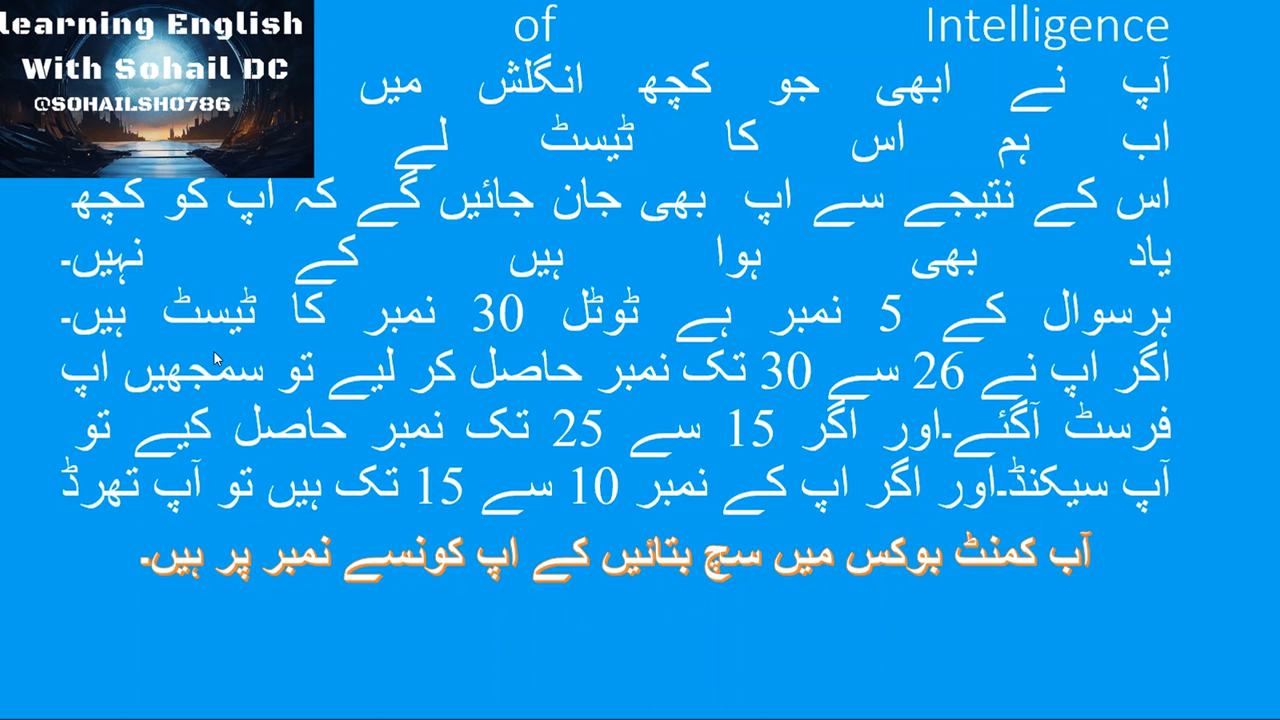 learning English
With Sohail DC
@SOHAILSHO786
Intelligence of
آپ نے ابھی جو کچھ انگلش میں
اب ہم اس کا ٹیسٹ لے
اس کے نتیجے سے اپ بھی جان جائیں گے کہ اپ کو کچھ
یاد بھی ہوا ہیں کے نہیں۔
ہرسوال کے 5 نمبر ہے ٹوٹل 30 نمبر کا ٹیسٹ ہیں۔
اگر اپ نے 26 سے 30 تک نمبر حاصل کر لیے تو سمجھیں اپ
فرسٹ آگئے۔اور اگر 15 سے 25 تک نمبر حاصل کیے تو
آپ سیکنڈ۔اور اگر اپ کے نمبر 10 سے 15 تک ہیں تو آپ تھرڈ
آب کمنٹ بوکس میں سچ بتائیں کے اپ کونسے نمبر پر ہیں۔